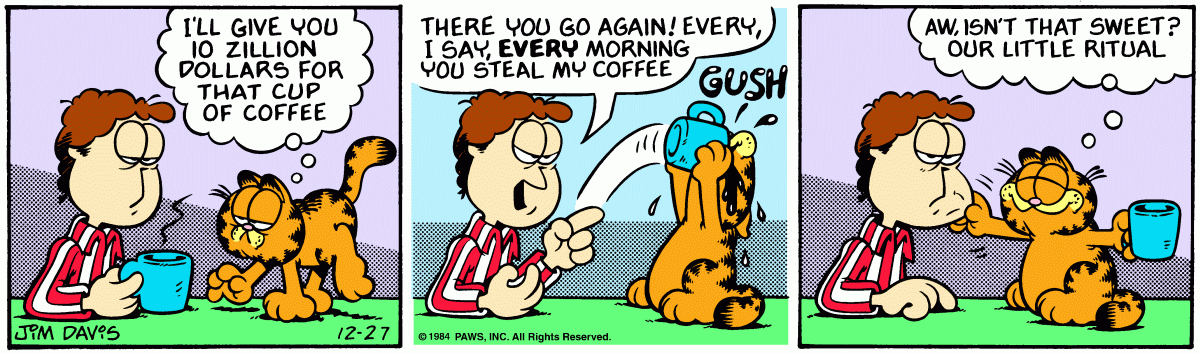 I'LL GIVE YOU
10 ZILLION
DOLLARS FOR
THAT CUP
OF COFFEE
JIM DAVIS
12-27
THERE YOU GO AGAIN! EVERY,
I SAY, EVERY MORNING
YOU STEAL MY COFFEE
GUSH
© 1984 PAWS, INC. All Rights Reserved.
AW, ISN'T THAT SWEET?
OUR LITTLE RITUAL